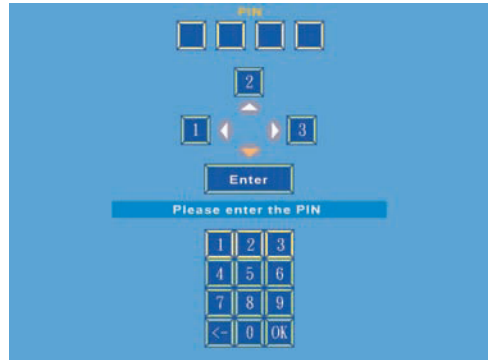 PIN
2
1 3
Enter
Please enter the PIN
1 2 3
4 5 6
7 8 9
<- 0 OK